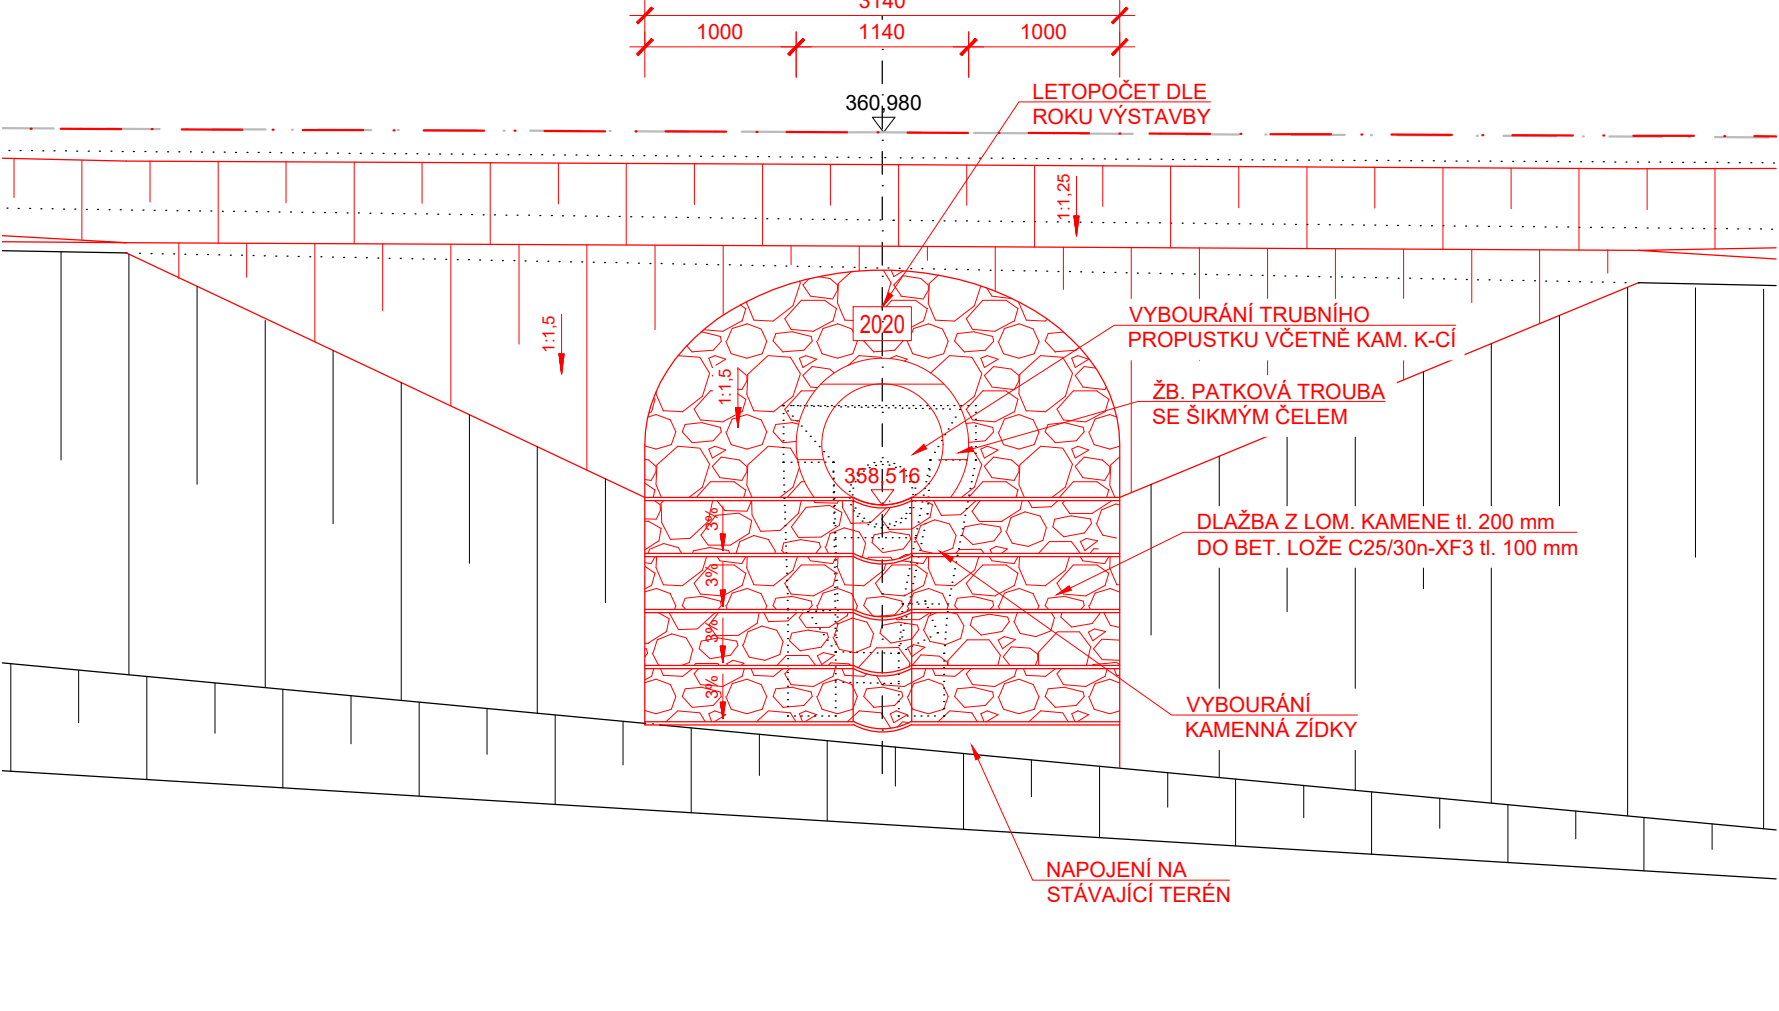 3140
1000
1140
1000
360,980
LETOPOČET DLE
ROKU VÝSTAVBY
1:1,25
1:1,5
2020
1:1,5
VYBOURÁNÍ TRUBNÍHO
PROPUSTKU VČETNĚ KAM. K-CÍ
ŽB. PATKOVÁ TROUBA
SE ŠIKMÝM ČELEM
358,516
3%
DLAŽBA Z LOM. KAMENE tl. 200 mm
DO BET. LOŽE C25/30n-XF3 tl. 100 mm
3%
3%
3%
VYBOURÁNÍ
KAMENNÁ ZÍDKY
NAPOJENÍ NA
STÁVAJÍCÍ TERÉN